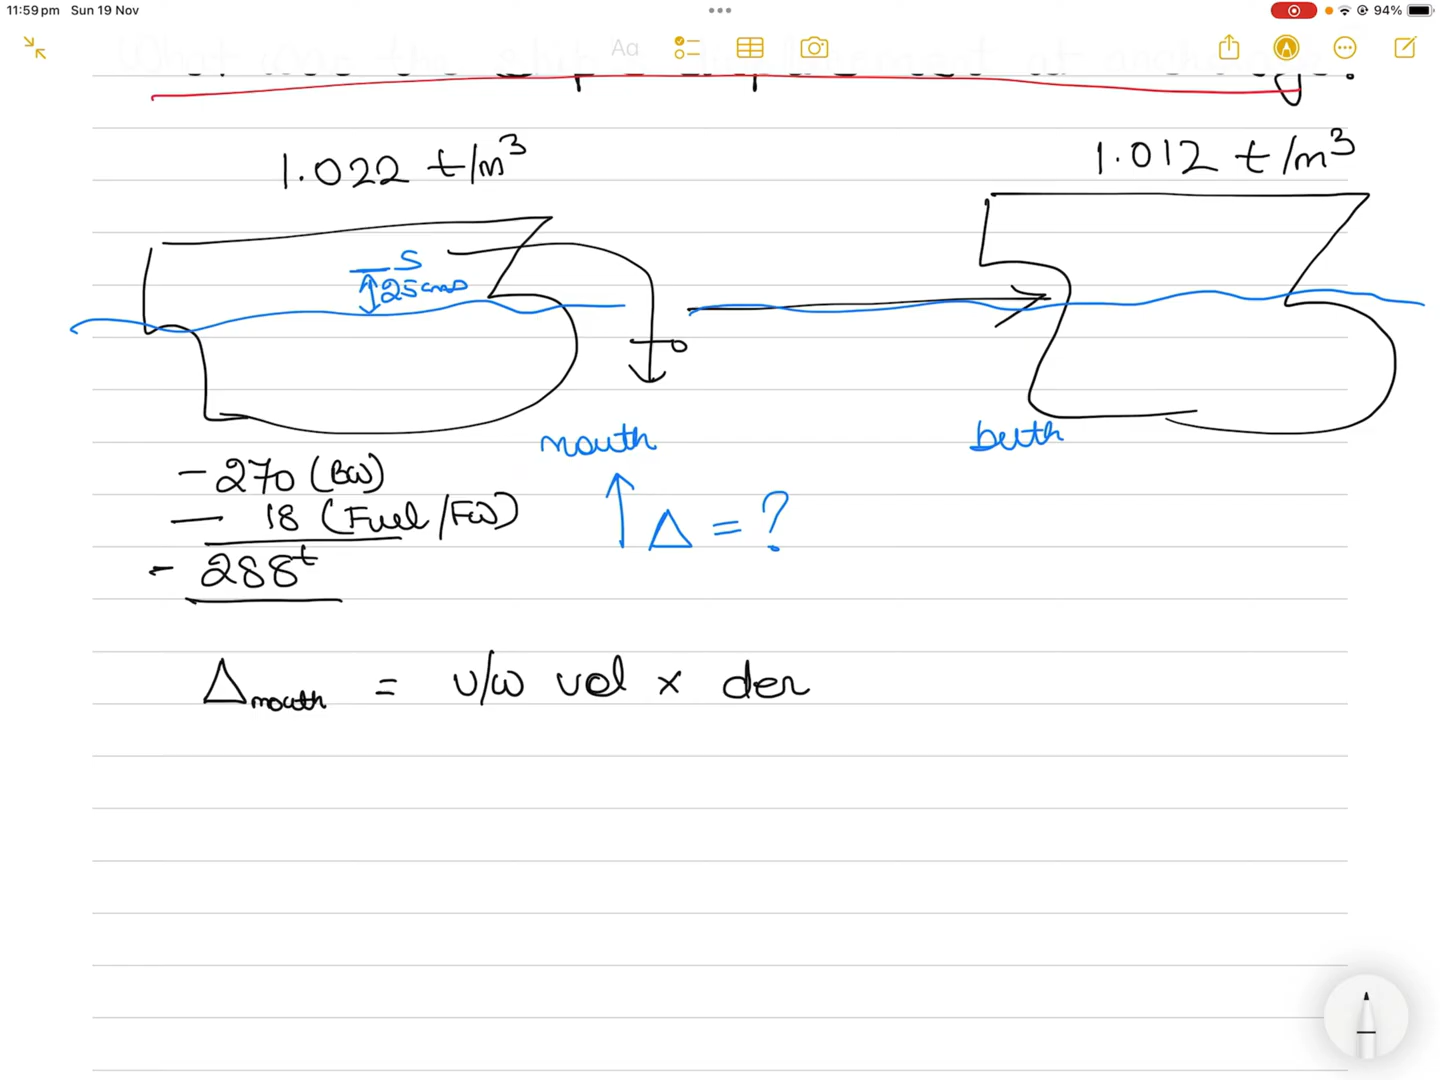 11:59 pm Sun 19 Nov
94%
Aa
1.022 t/m³
1.012 t/m³
S
25cms
mouth
berth
- 270 (BW)
- 18 (Fuel/FW)
- 288t
Δ = ?
Δmouth = u/w vol × den